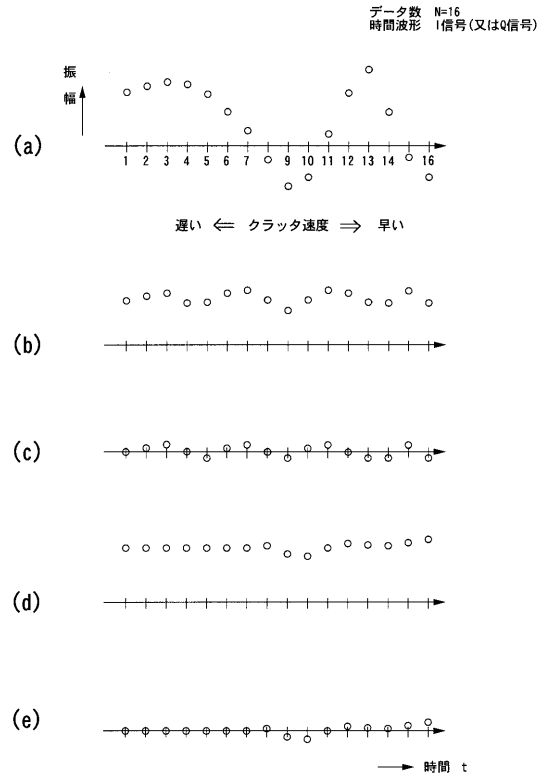 データ数 N=16
時間波形 I信号(又はQ信号)
振
幅
(a)
1 2 3 4 5 6 7 8 9 10 11 12 13 14 15 16
遅い ⇐ クラッタ速度 ⇒ 早い
(b)
(c)
(d)
(e)
→ 時間 t